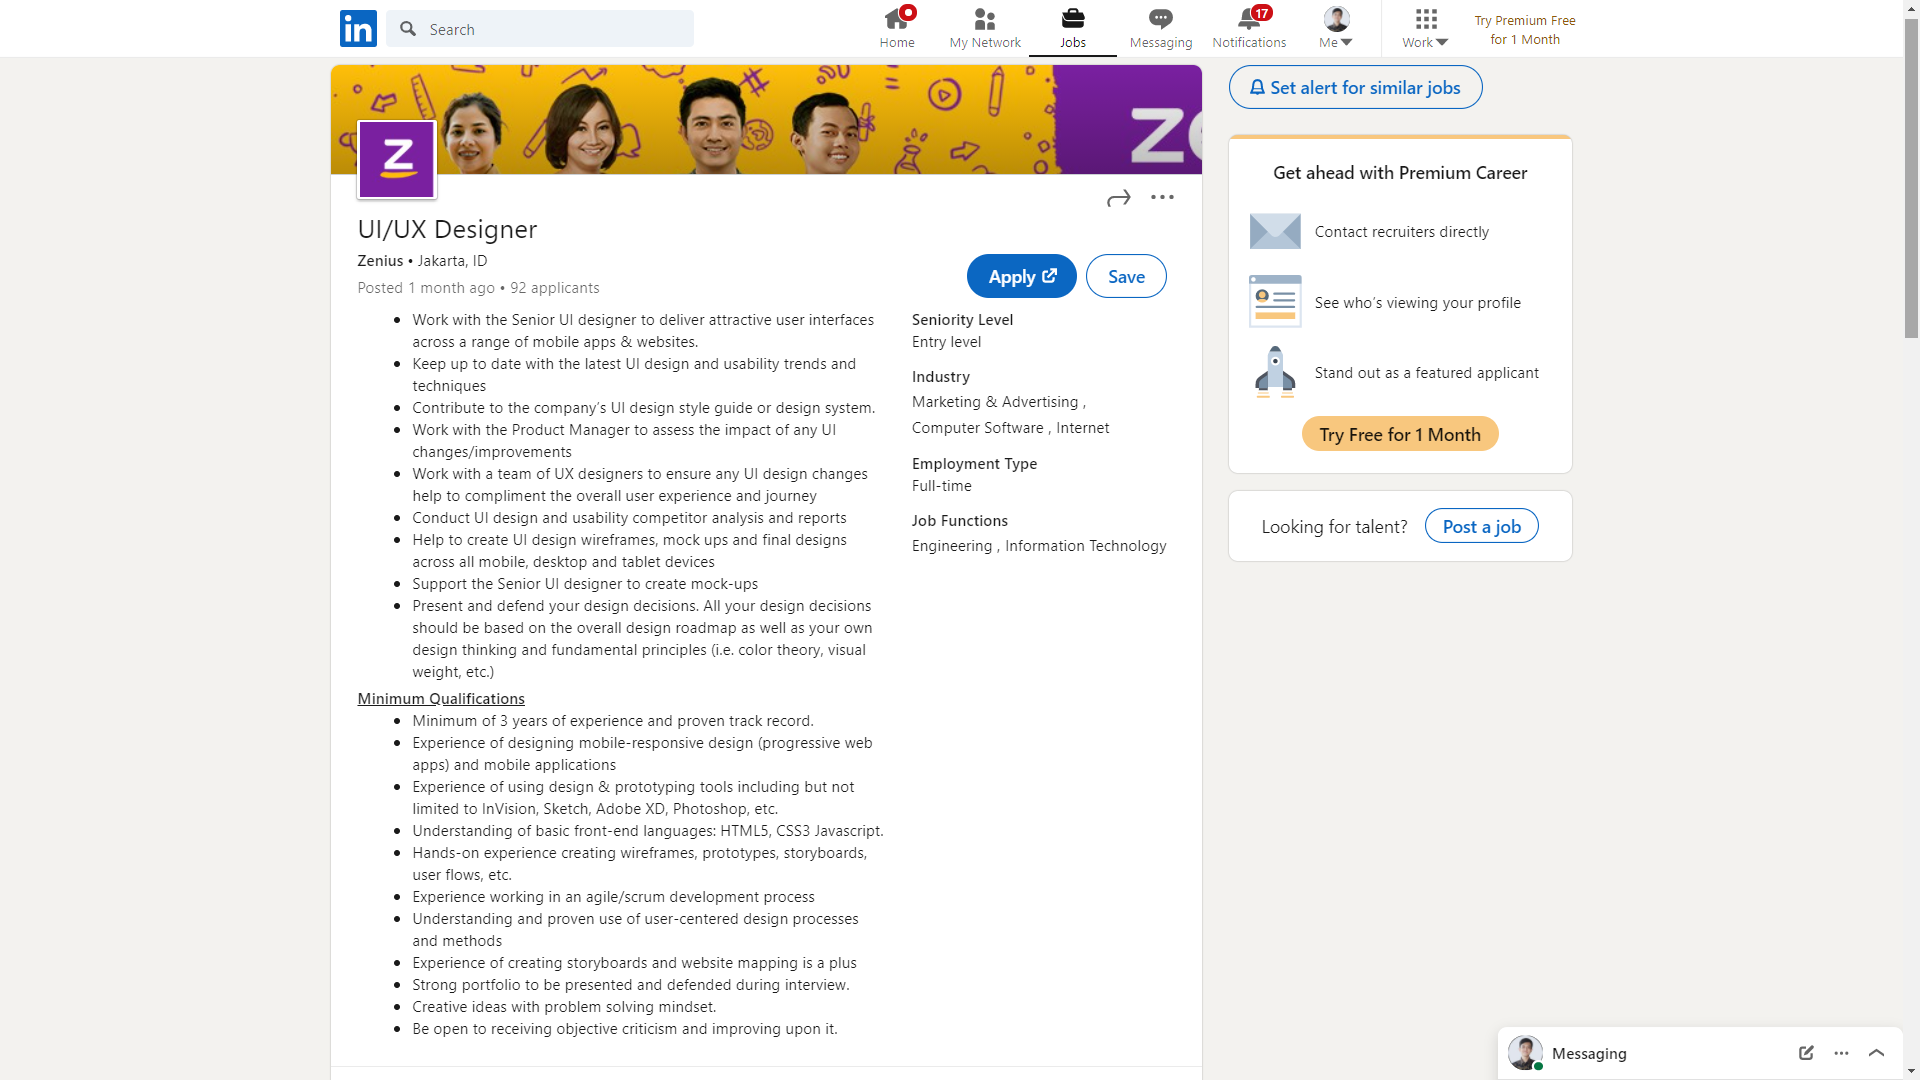 in
Search
Home
My Network
Jobs
Messaging
17
Notifications
Me
Work
Try Premium Free
for 1 Month
Z
ze
UI/UX Designer
Zenius • Jakarta, ID
Posted 1 month ago • 92 applicants
Apply
Save
• Work with the Senior UI designer to deliver attractive user interfaces
across a range of mobile apps & websites.
• Keep up to date with the latest UI design and usability trends and
techniques
• Contribute to the company's UI design style guide or design system.
• Work with the Product Manager to assess the impact of any UI
changes/improvements
• Work with a team of UX designers to ensure any UI design changes
help to compliment the overall user experience and journey
• Conduct UI design and usability competitor analysis and reports
• Help to create UI design wireframes, mock ups and final designs
across all mobile, desktop and tablet devices
• Support the Senior UI designer to create mock-ups
• Present and defend your design decisions. All your design decisions
should be based on the overall design roadmap as well as your own
design thinking and fundamental principles (i.e. color theory, visual
weight, etc.)
Minimum Qualifications
• Minimum of 3 years of experience and proven track record.
• Experience of designing mobile-responsive design (progressive web
apps) and mobile applications
• Experience of using design & prototyping tools including but not
limited to InVision, Sketch, Adobe XD, Photoshop, etc.
• Understanding of basic front-end languages: HTML5, CSS3 Javascript.
• Hands-on experience creating wireframes, prototypes, storyboards,
user flows, etc.
• Experience working in an agile/scrum development process
• Understanding and proven use of user-centered design processes
and methods
• Experience of creating storyboards and website mapping is a plus
• Strong portfolio to be presented and defended during interview.
• Creative ideas with problem solving mindset.
• Be open to receiving objective criticism and improving upon it.
Seniority Level
Entry level
Industry
Marketing & Advertising ,
Computer Software , Internet
Employment Type
Full-time
Job Functions
Engineering , Information Technology
Set alert for similar jobs
Get ahead with Premium Career
Contact recruiters directly
See who's viewing your profile
Stand out as a featured applicant
Try Free for 1 Month
Looking for talent?
Post a job
Messaging